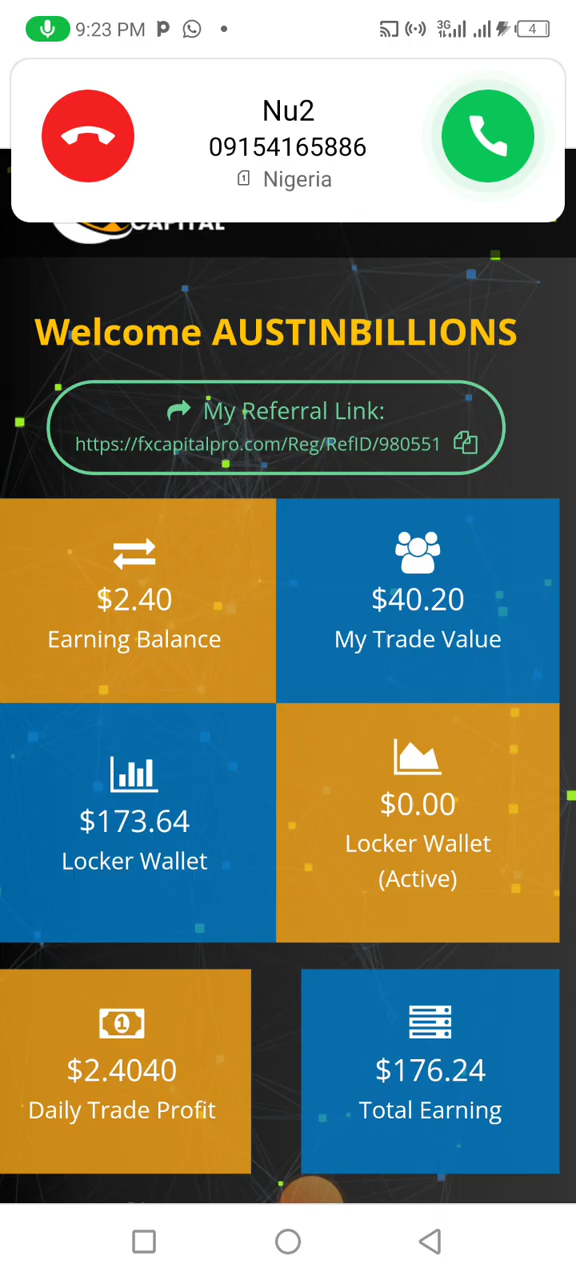 9:23 PM
3G
4
Nu2
09154165886
1 Nigeria
CAPITAL
Welcome AUSTINBILLIONS
My Referral Link:
https://fxcapitalpro.com/Reg/RefID/980551
$2.40
Earning Balance
$40.20
My Trade Value
$173.64
Locker Wallet
$0.00
Locker Wallet
(Active)
$2.4040
Daily Trade Profit
$176.24
Total Earning